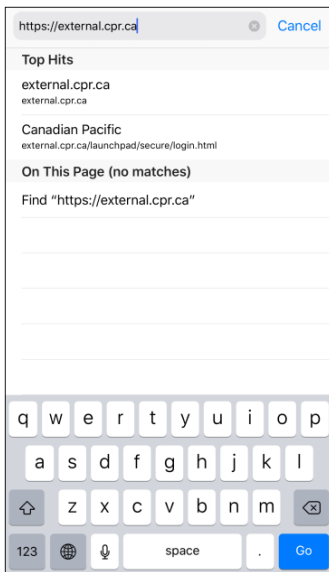 https://external.cpr.ca Cancel
Top Hits
external.cpr.ca
external.cpr.ca
Canadian Pacific
external.cpr.ca/launchpad/secure/login.html
On This Page (no matches)
Find “https://external.cpr.ca”
q w e r t y u i o p
a s d f g h j k l
z x c v b n m
123 space . Go